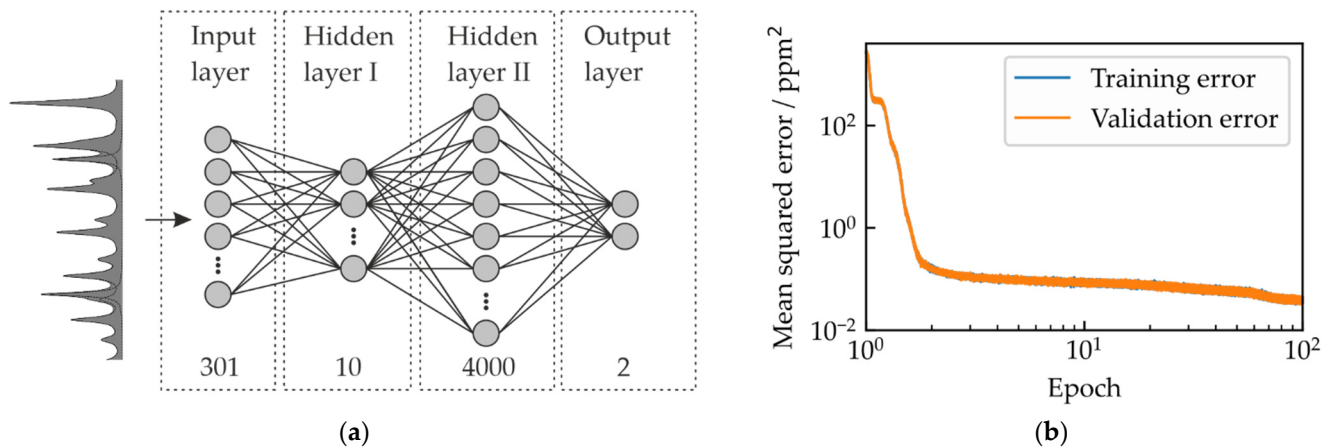 Input layer
Hidden layer I
Hidden layer II
Output layer
301
10
4000
2
(a)
Mean squared error / ppm²
10²
10⁰
10⁻²
Training error
Validation error
10⁰
10¹
10²
Epoch
(b)